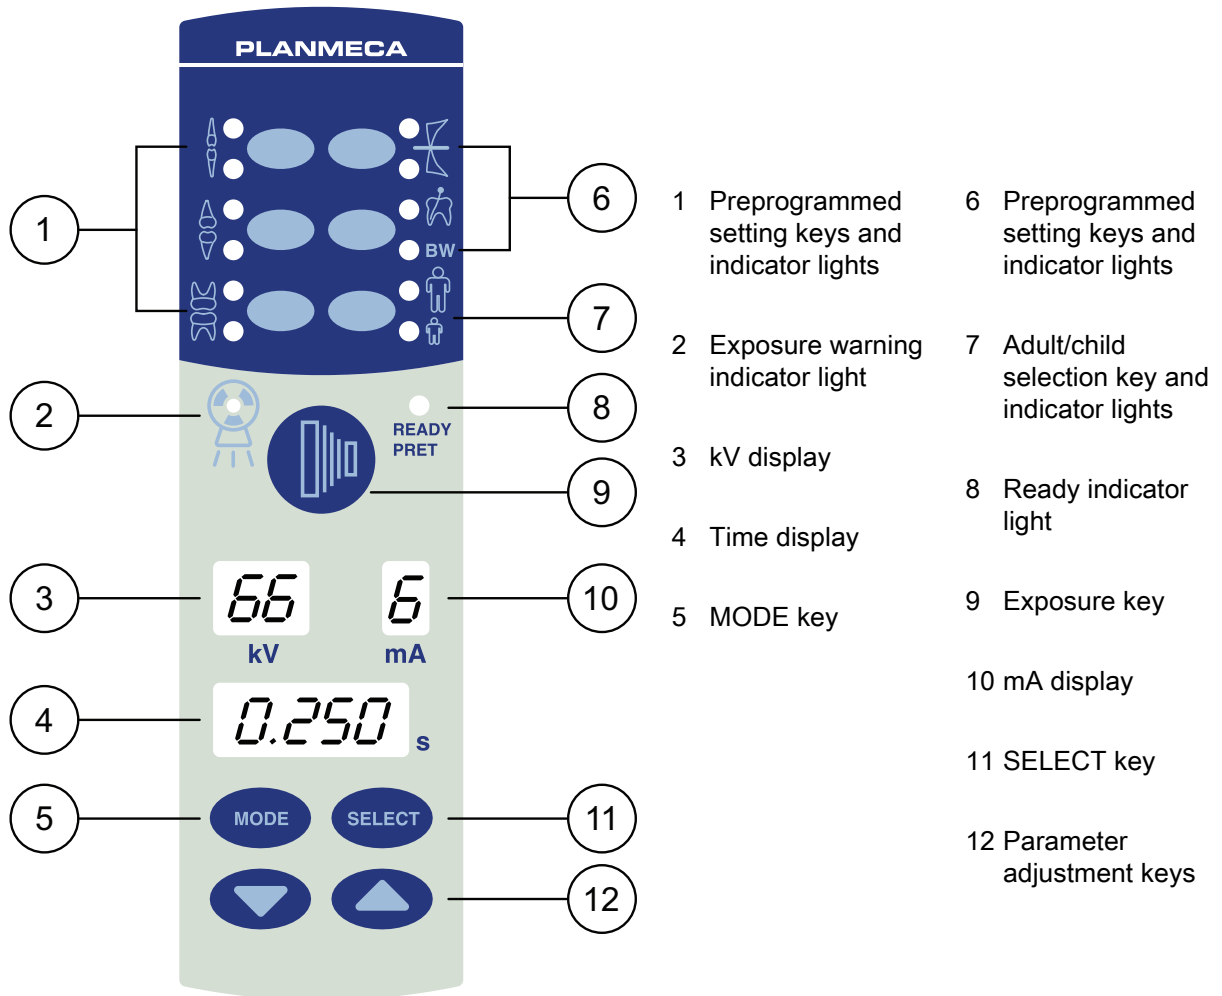 PLANMECA
BW
READY
PRET
66
6
kV
mA
0.250
s
MODE
SELECT
1
2
3
4
5
6
7
8
9
10
11
12
1 Preprogrammed
setting keys and
indicator lights
2 Exposure warning
indicator light
3 kV display
4 Time display
5 MODE key
6 Preprogrammed
setting keys and
indicator lights
7 Adult/child
selection key and
indicator lights
8 Ready indicator
light
9 Exposure key
10 mA display
11 SELECT key
12 Parameter
adjustment keys